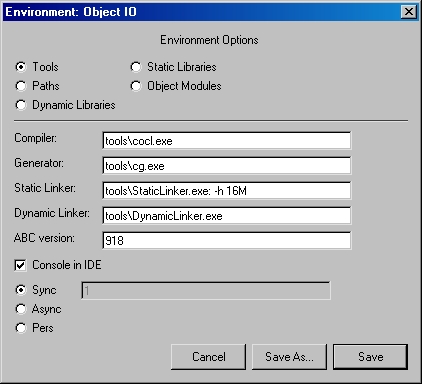 Environment: Object IO
Environment Options
Tools Static Libraries
Paths Object Modules
Dynamic Libraries
Compiler: tools\cocl.exe
Generator: tools\cg.exe
Static Linker: tools\StaticLinker.exe: -h 16M
Dynamic Linker: tools\DynamicLinker.exe
ABC version: 918
Console in IDE
Sync 1
Async
Pers
Cancel Save As... Save